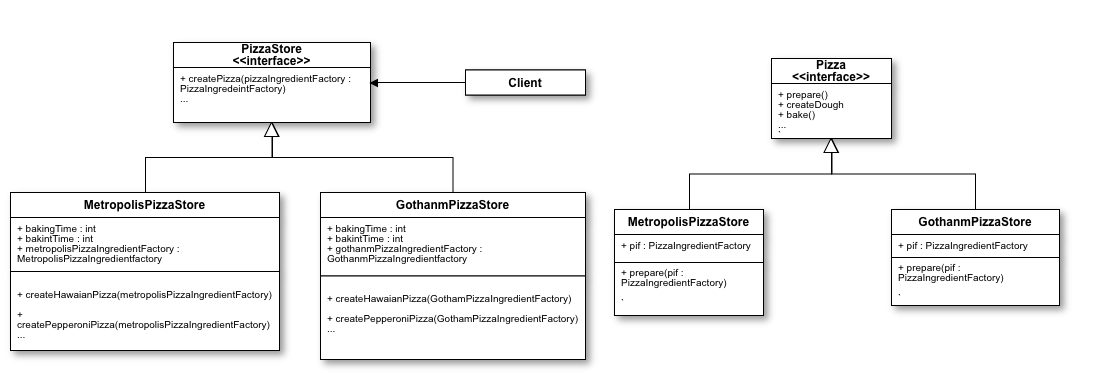 PizzaStore
<<interface>>
+ createPizza(pizzaIngredientFactory :
PizzaIngredeintFactory)
...
Client
MetropolisPizzaStore
+ bakingTime : int
+ bakintTime : int
+ metropolisPizzaIngredientFactory :
MetropolisPizzaIngredientfactory
+ createHawaianPizza(metropolisPizzaIngredientFactory)
+
createPepperoniPizza(metropolisPizzaIngredientFactory)
...
GothanmPizzaStore
+ bakingTime : int
+ bakintTime : int
+ gothanmPizzaIngredientFactory :
GothanmPizzaIngredientfactory
+ createHawaianPizza(GothamPizzaIngredientFactory)
+ createPepperoniPizza(GothamPizzaIngredientFactory)
...
Pizza
<<interface>>
+ prepare()
+ createDough
+ bake()
...
.
MetropolisPizzaStore
+ pif : PizzaIngredientFactory
+ prepare(pif :
PizzaIngredientFactory)
.
GothanmPizzaStore
+ pif : PizzaIngredientFactory
+ prepare(pif :
PizzaIngredientFactory)
.